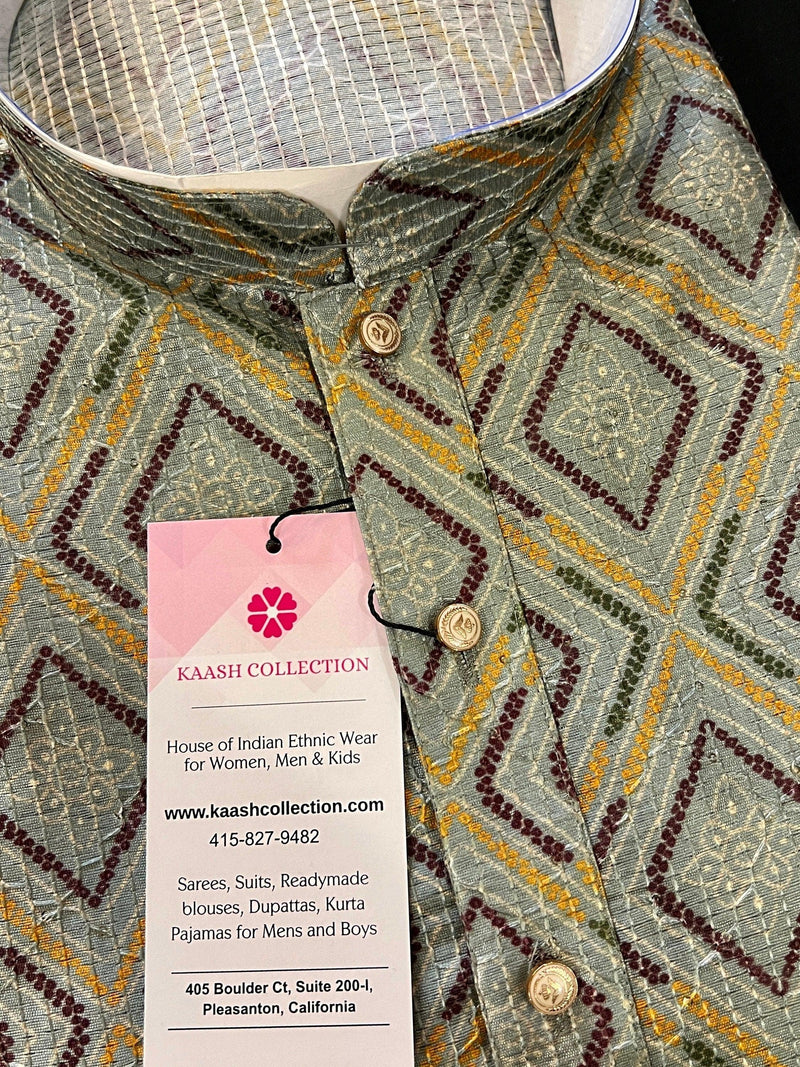 KAASH COLLECTION
House of Indian Ethnic Wear
for Women, Men & Kids
www.kaashcollection.com
415-827-9482
Sarees, Suits, Readymade
blouses, Dupattas, Kurta
Pajamas for Mens and Boys
405 Boulder Ct, Suite 200-I,
Pleasanton, California